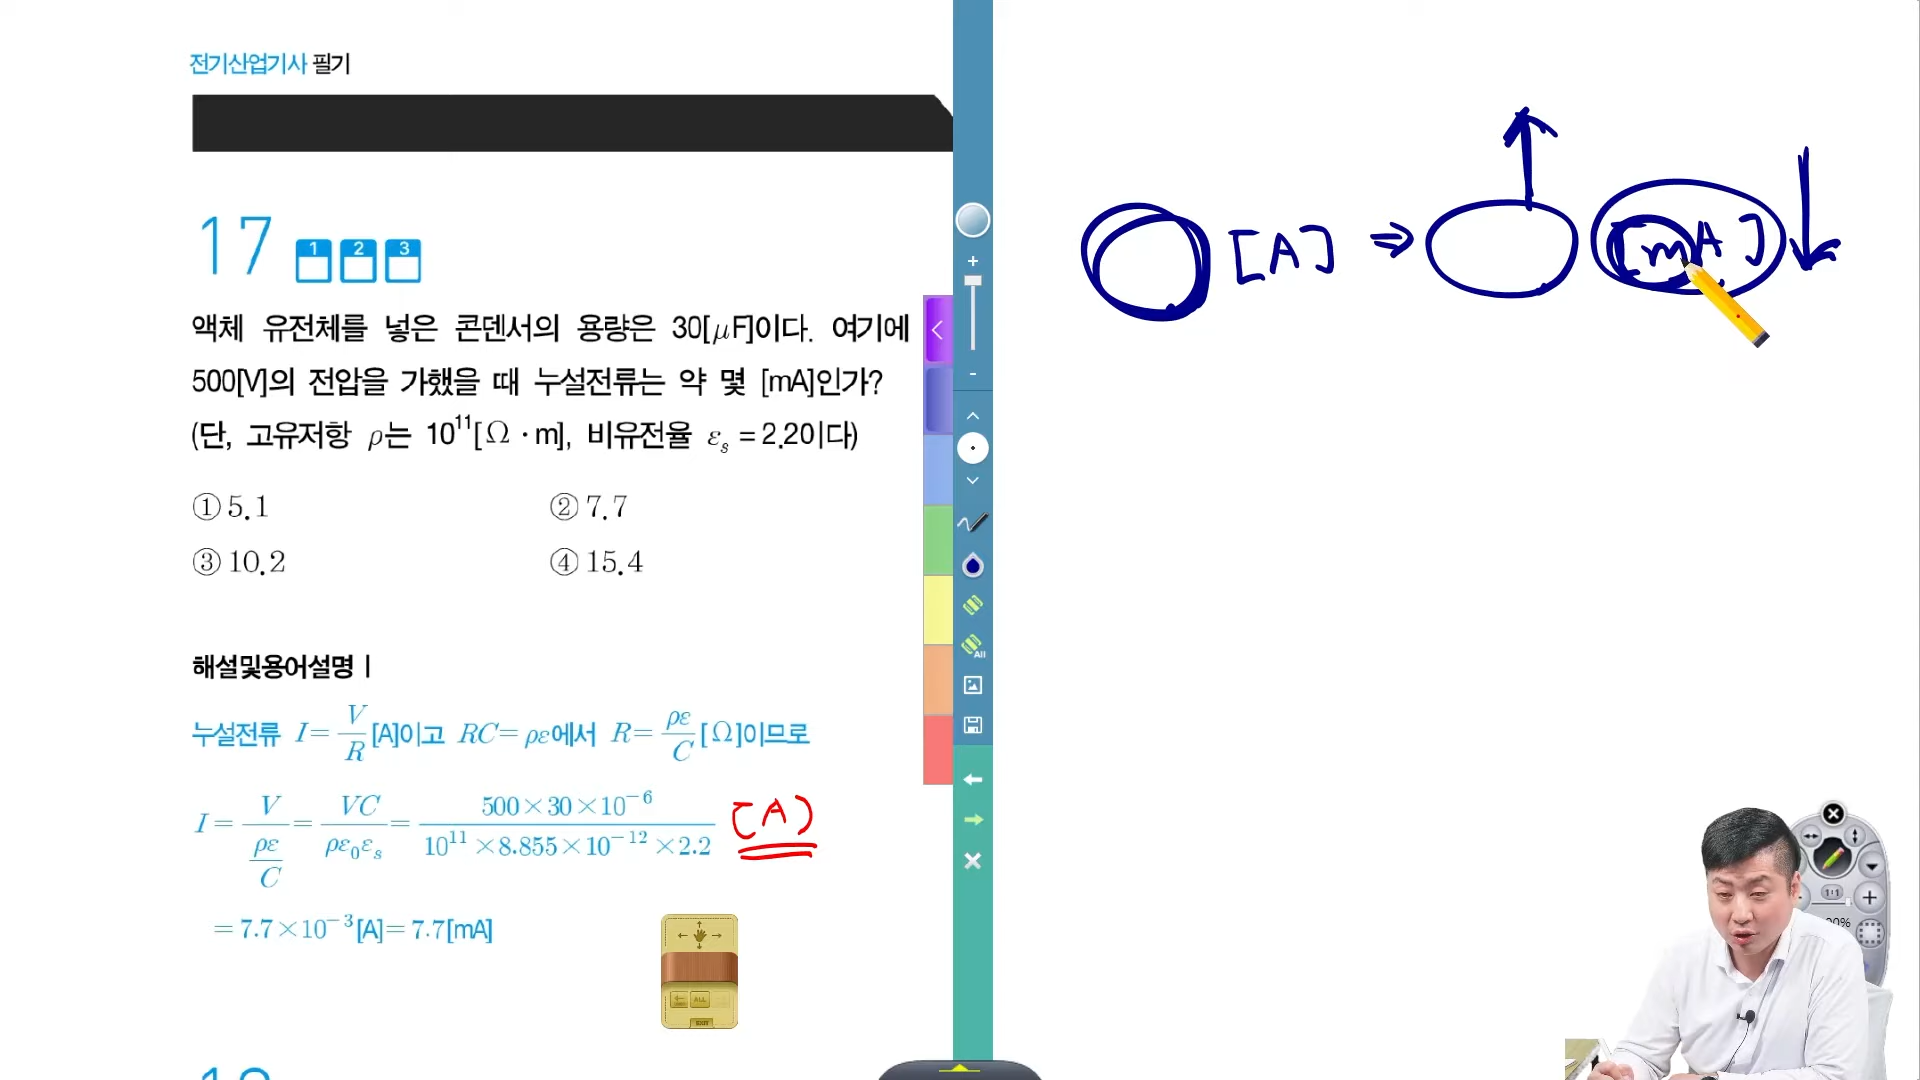 전기산업기사 필기
17 1 2 3
액체 유전체를 넣은 콘덴서의 용량은 30[μF]이다. 여기에
500[V]의 전압을 가했을 때 누설전류는 약 몇 [mA]인가?
(단, 고유저항 ρ는 10¹¹[Ω·m], 비유전율 εₛ = 2.2이다)
① 5.1 ② 7.7
③ 10.2 ④ 15.4
해설및용어설명 |
누설전류 I = V/R [A]이고 RC = ρε에서 R = ρε/C [Ω]이므로
I = V/(ρε/C) = VC/(ρε₀εₛ) = (500×30×10⁻⁶)/(10¹¹×8.855×10⁻¹²×2.2) [A]
= 7.7×10⁻³[A] = 7.7[mA]
[A] ⇒ [mA]
+
-
All
ALL
EXIT
1:1